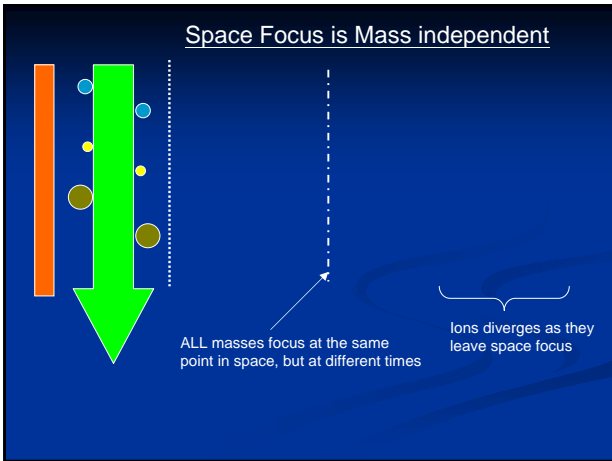 Space Focus is Mass independent
ALL masses focus at the same
point in space, but at different times
Ions diverges as they
leave space focus